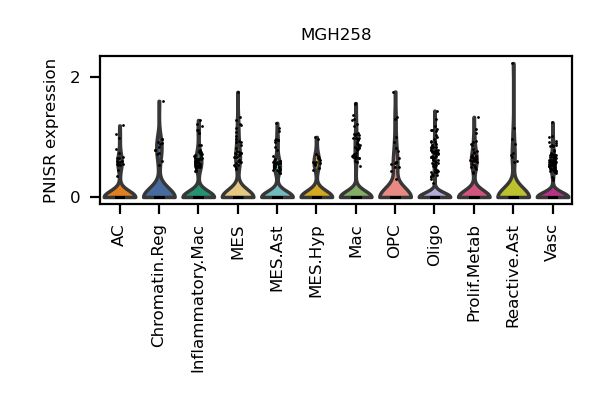 MGH258
PNISR expression
2
0
AC
Chromatin.Reg
Inflammatory.Mac
MES
MES.Ast
MES.Hyp
Mac
OPC
Oligo
Prolif.Metab
Reactive.Ast
Vasc